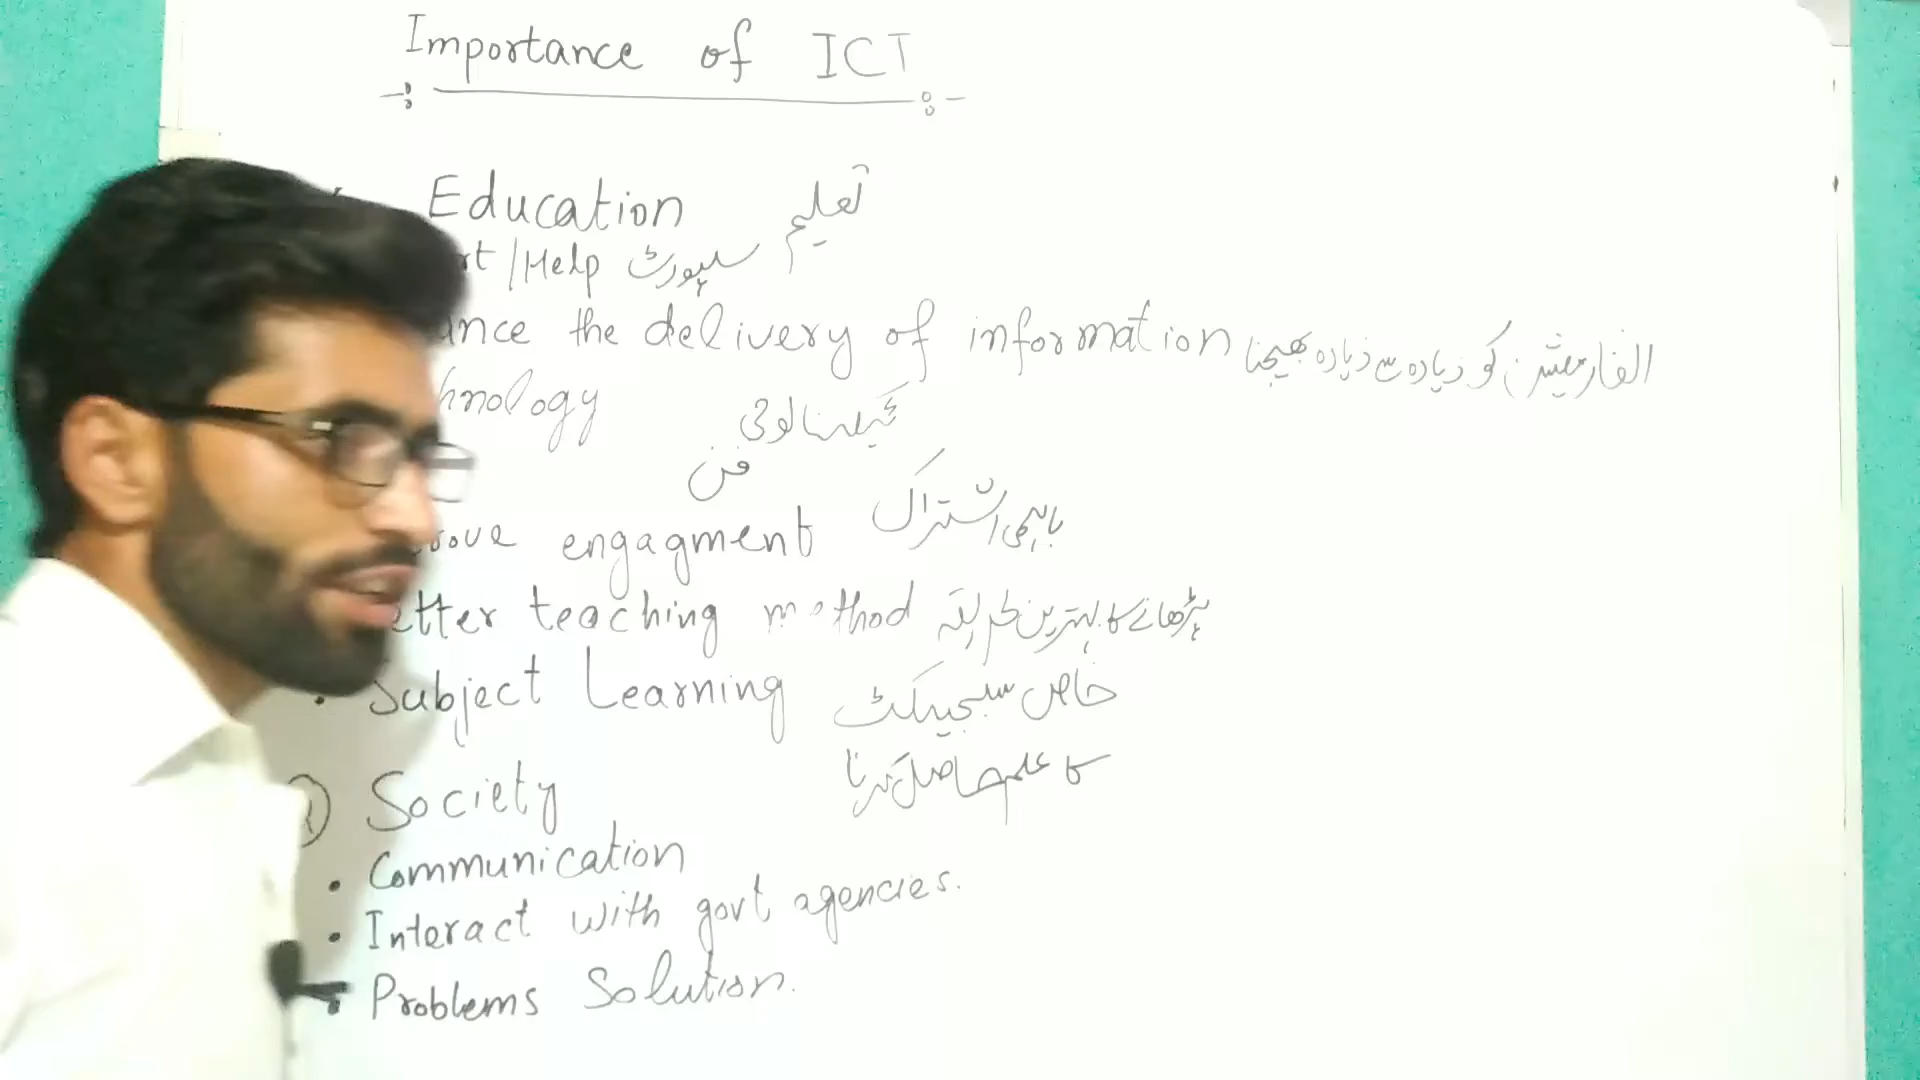 Importance of ICT
Education تعلیم
/Help سپورٹ
the delivery of information انفارمیشن کو زیادہ سے زیادہ بھیجنا
ٹیکنالوجی
فن
engagment باہمی اشتراک
teaching method پڑھانے کا بہترین طریقہ
• Subject Learning خاص سبجیکٹ
کا علم حاصل کرنا
Society
• Communication
• Interact with govt agencies.
• Problems Solution.